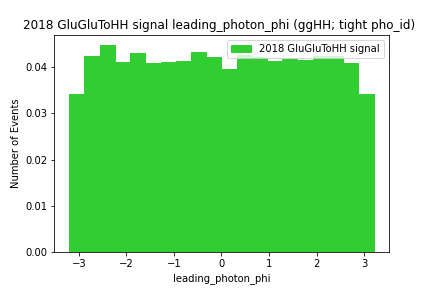 2018 GluGluToHH signal leading_photon_phi (ggHH; tight pho_id)
2018 GluGluToHH signal
Number of Events
0.04
0.03
0.02
0.01
0.00
−3 −2 −1 0 1 2 3
leading_photon_phi